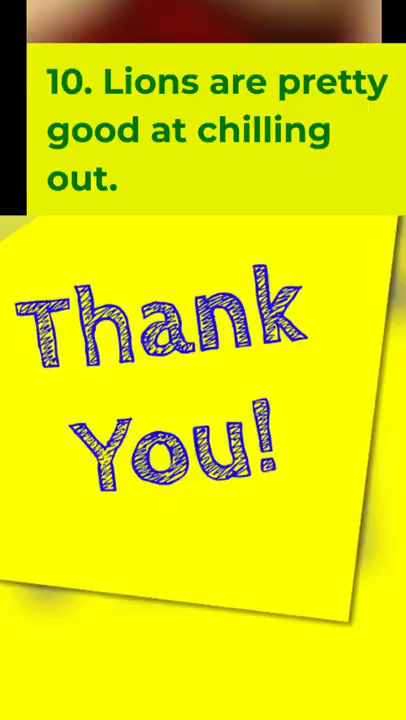 10. Lions are pretty
good at chilling
out.
Thank
You!